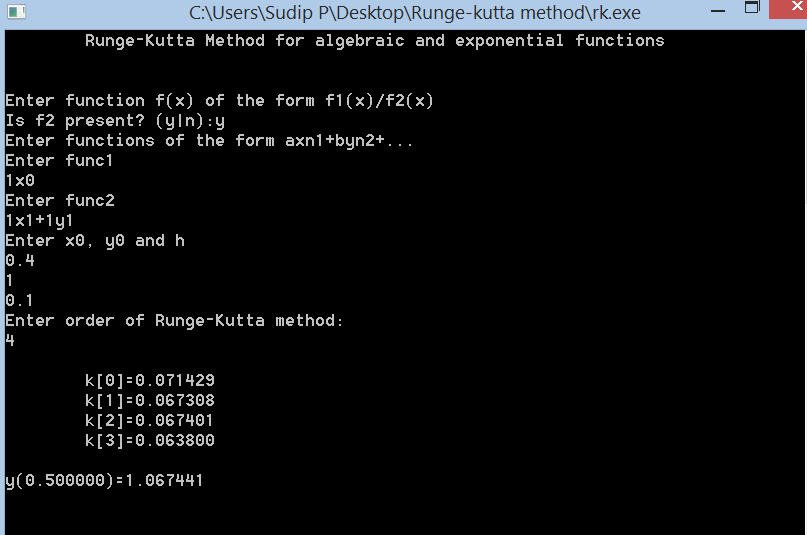 C:\Users\Sudip P\Desktop\Runge-kutta method\rk.exe
Runge-Kutta Method for algebraic and exponential functions
Enter function f(x) of the form f1(x)/f2(x)
Is f2 present? (y|n):y
Enter functions of the form axn1+byn2+...
Enter func1
1x0
Enter func2
1x1+1y1
Enter x0, y0 and h
0.4
1
0.1
Enter order of Runge-Kutta method:
4
k[0]=0.071429
k[1]=0.067308
k[2]=0.067401
k[3]=0.063800
y(0.500000)=1.067441